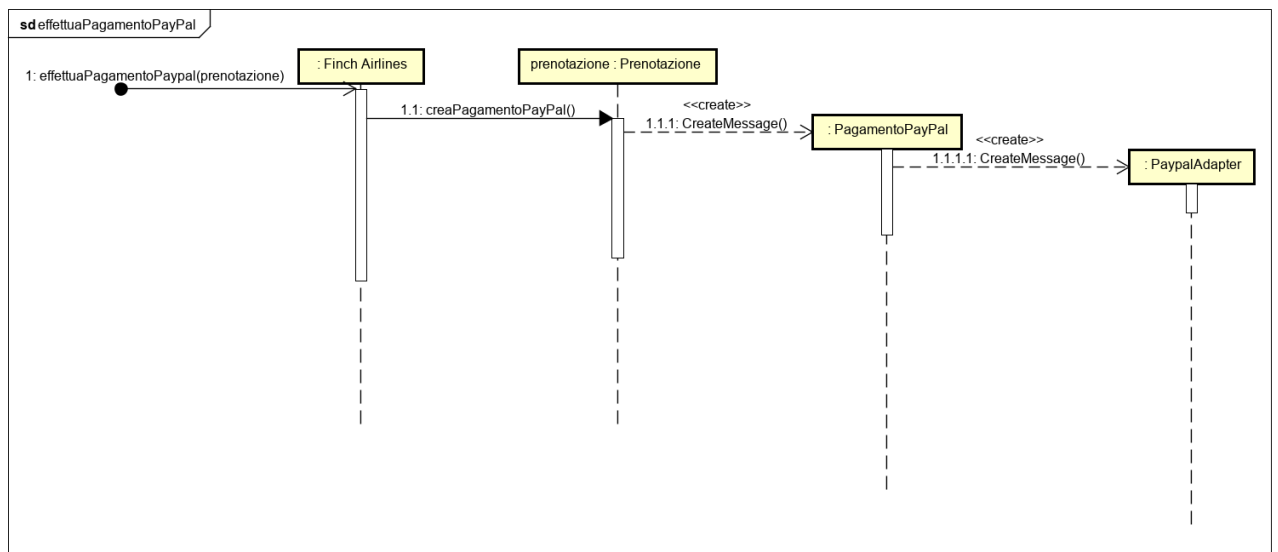 sd effettuaPagamentoPayPal
: Finch Airlines
prenotazione : Prenotazione
1: effettuaPagamentoPaypal(prenotazione)
1.1: creaPagamentoPayPal()
<<create>>
1.1.1: CreateMessage()
: PagamentoPayPal
<<create>>
1.1.1.1: CreateMessage()
: PaypalAdapter